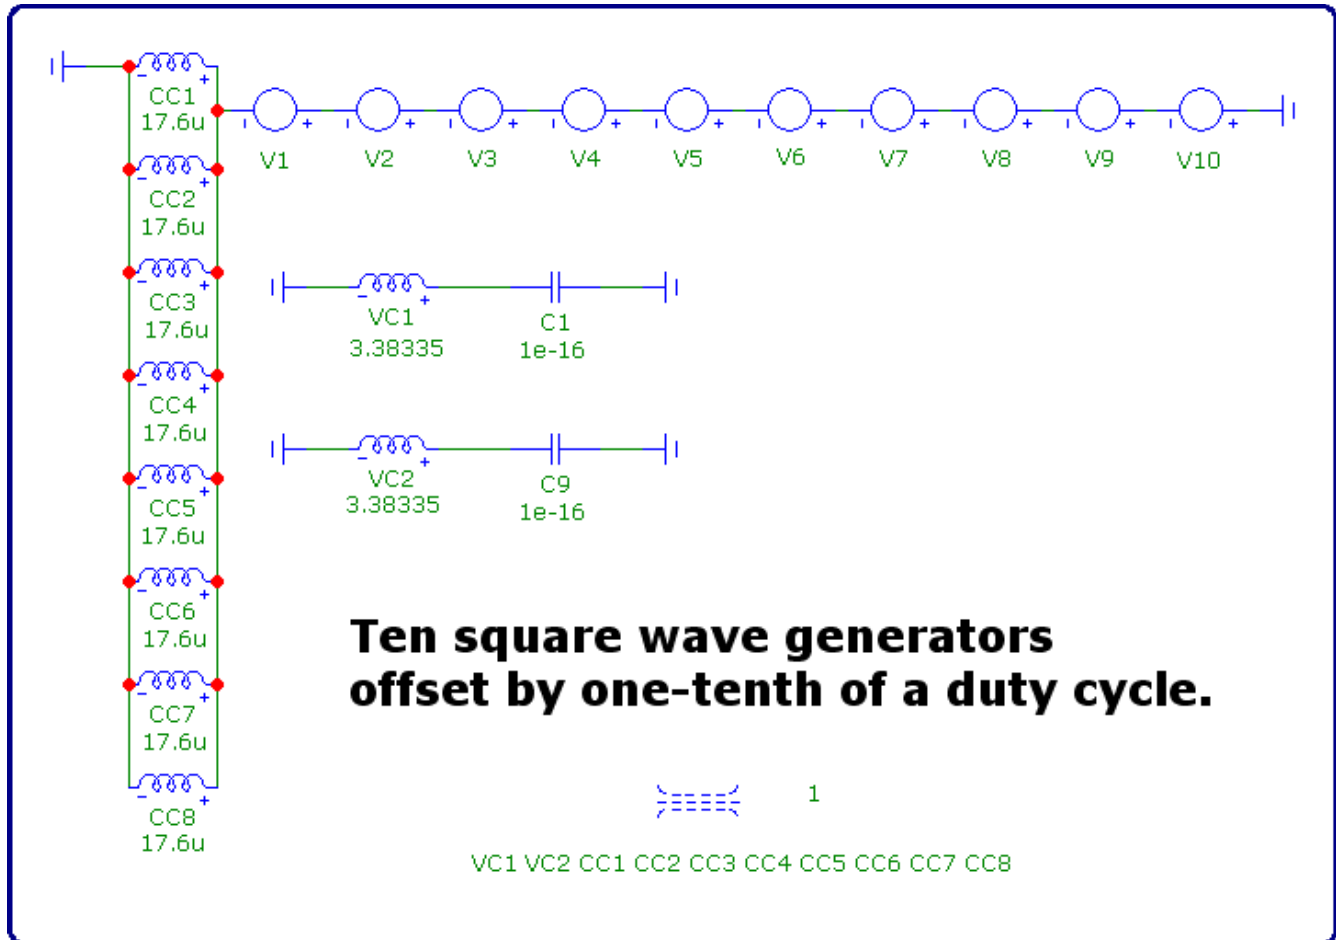 CC1
17.6u
V1 V2 V3 V4 V5 V6 V7 V8 V9 V10
CC2
17.6u
CC3
17.6u
VC1
3.38335
C1
1e-16
CC4
17.6u
CC5
17.6u
VC2
3.38335
C9
1e-16
CC6
17.6u
CC7
17.6u
CC8
17.6u
Ten square wave generators
offset by one-tenth of a duty cycle.
1
VC1 VC2 CC1 CC2 CC3 CC4 CC5 CC6 CC7 CC8